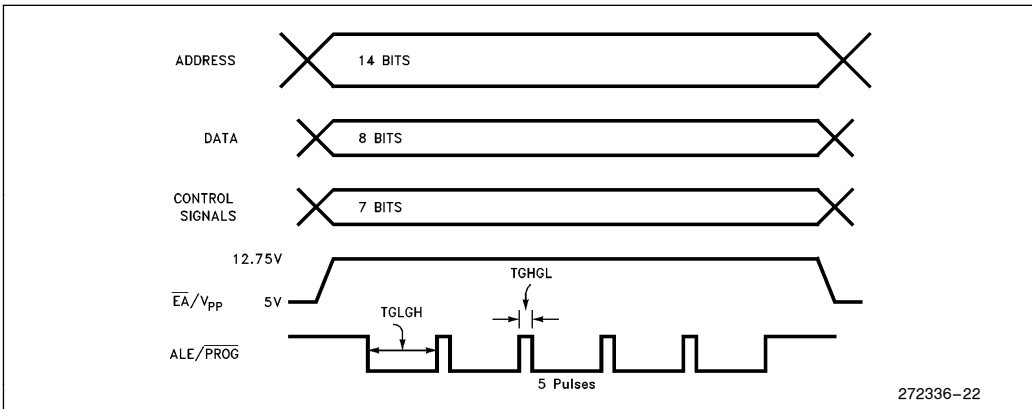 ADDRESS
14 BITS
DATA
8 BITS
CONTROL
SIGNALS
7 BITS
12.75V
TGHGL
EA/VPP
5V
TGLGH
ALE/PROG
5 Pulses
272336–22